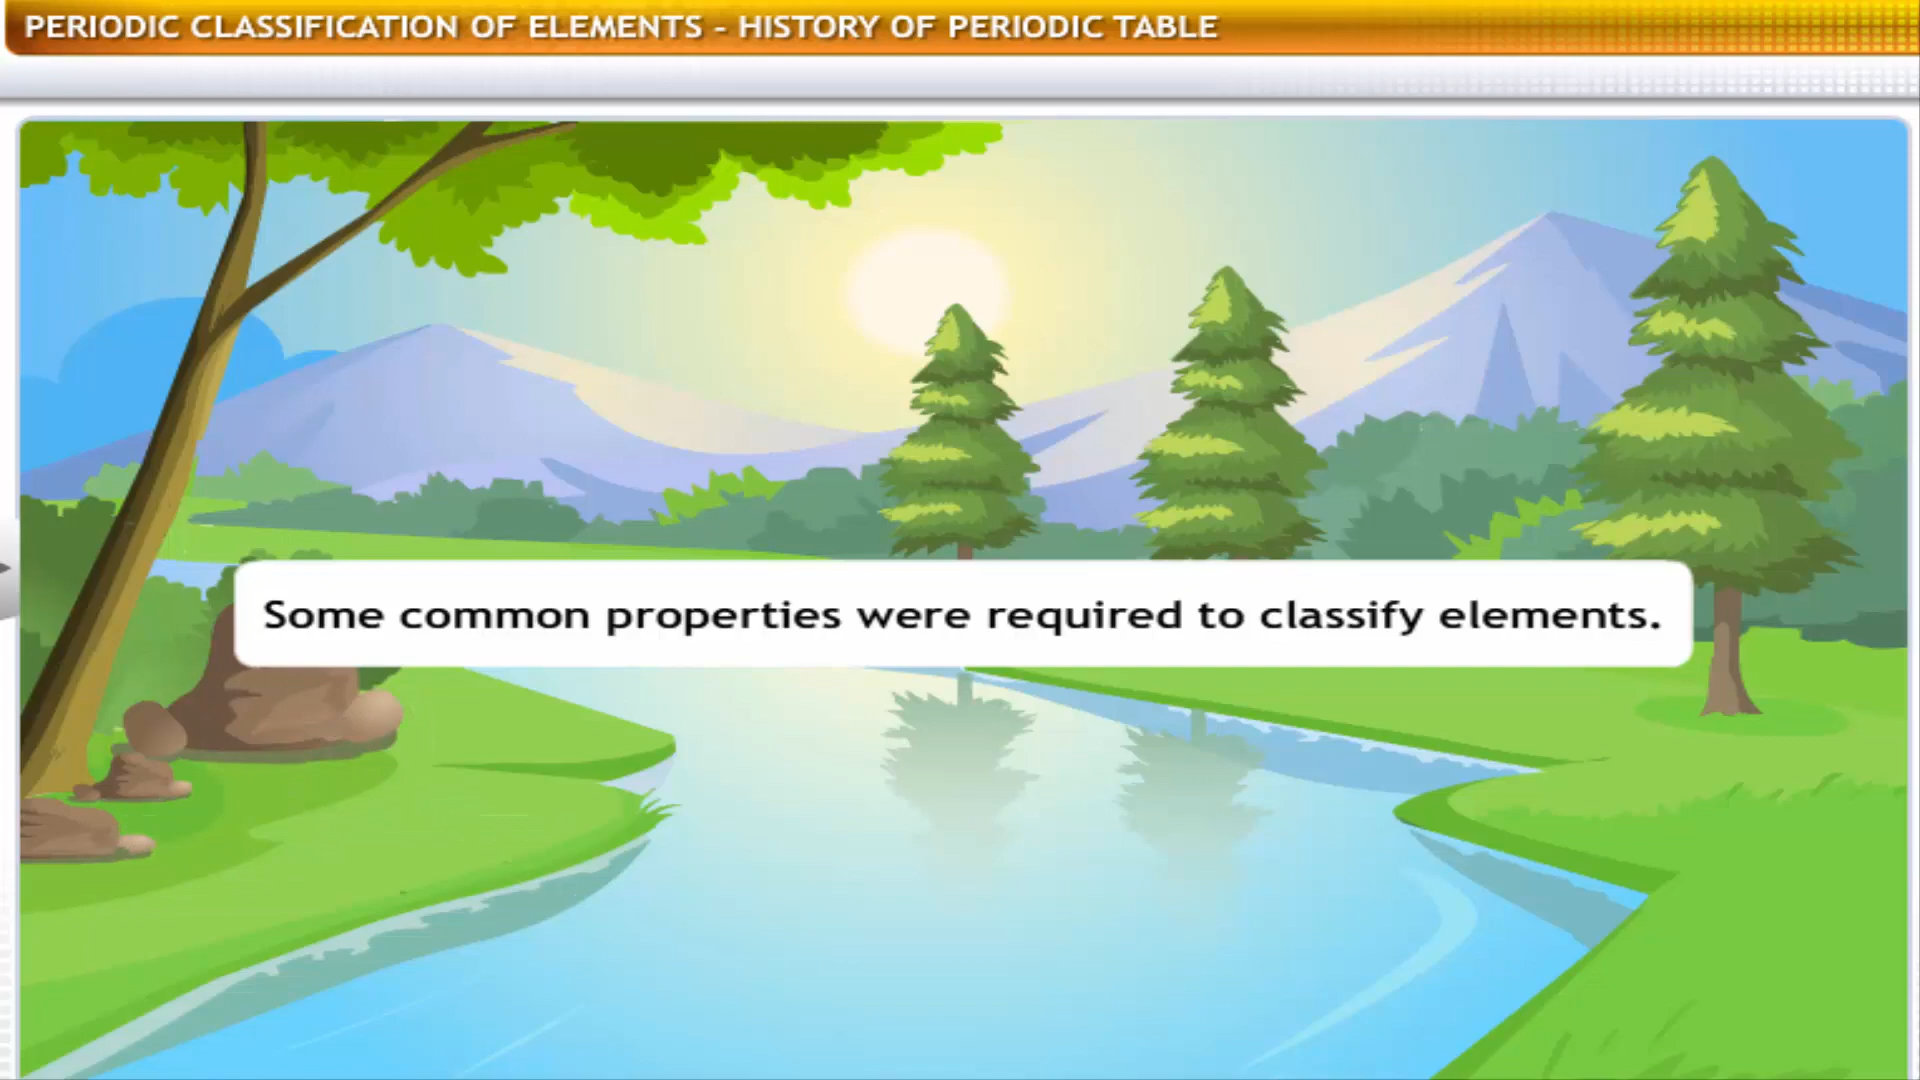 PERIODIC CLASSIFICATION OF ELEMENTS - HISTORY OF PERIODIC TABLE
Some common properties were required to classify elements.